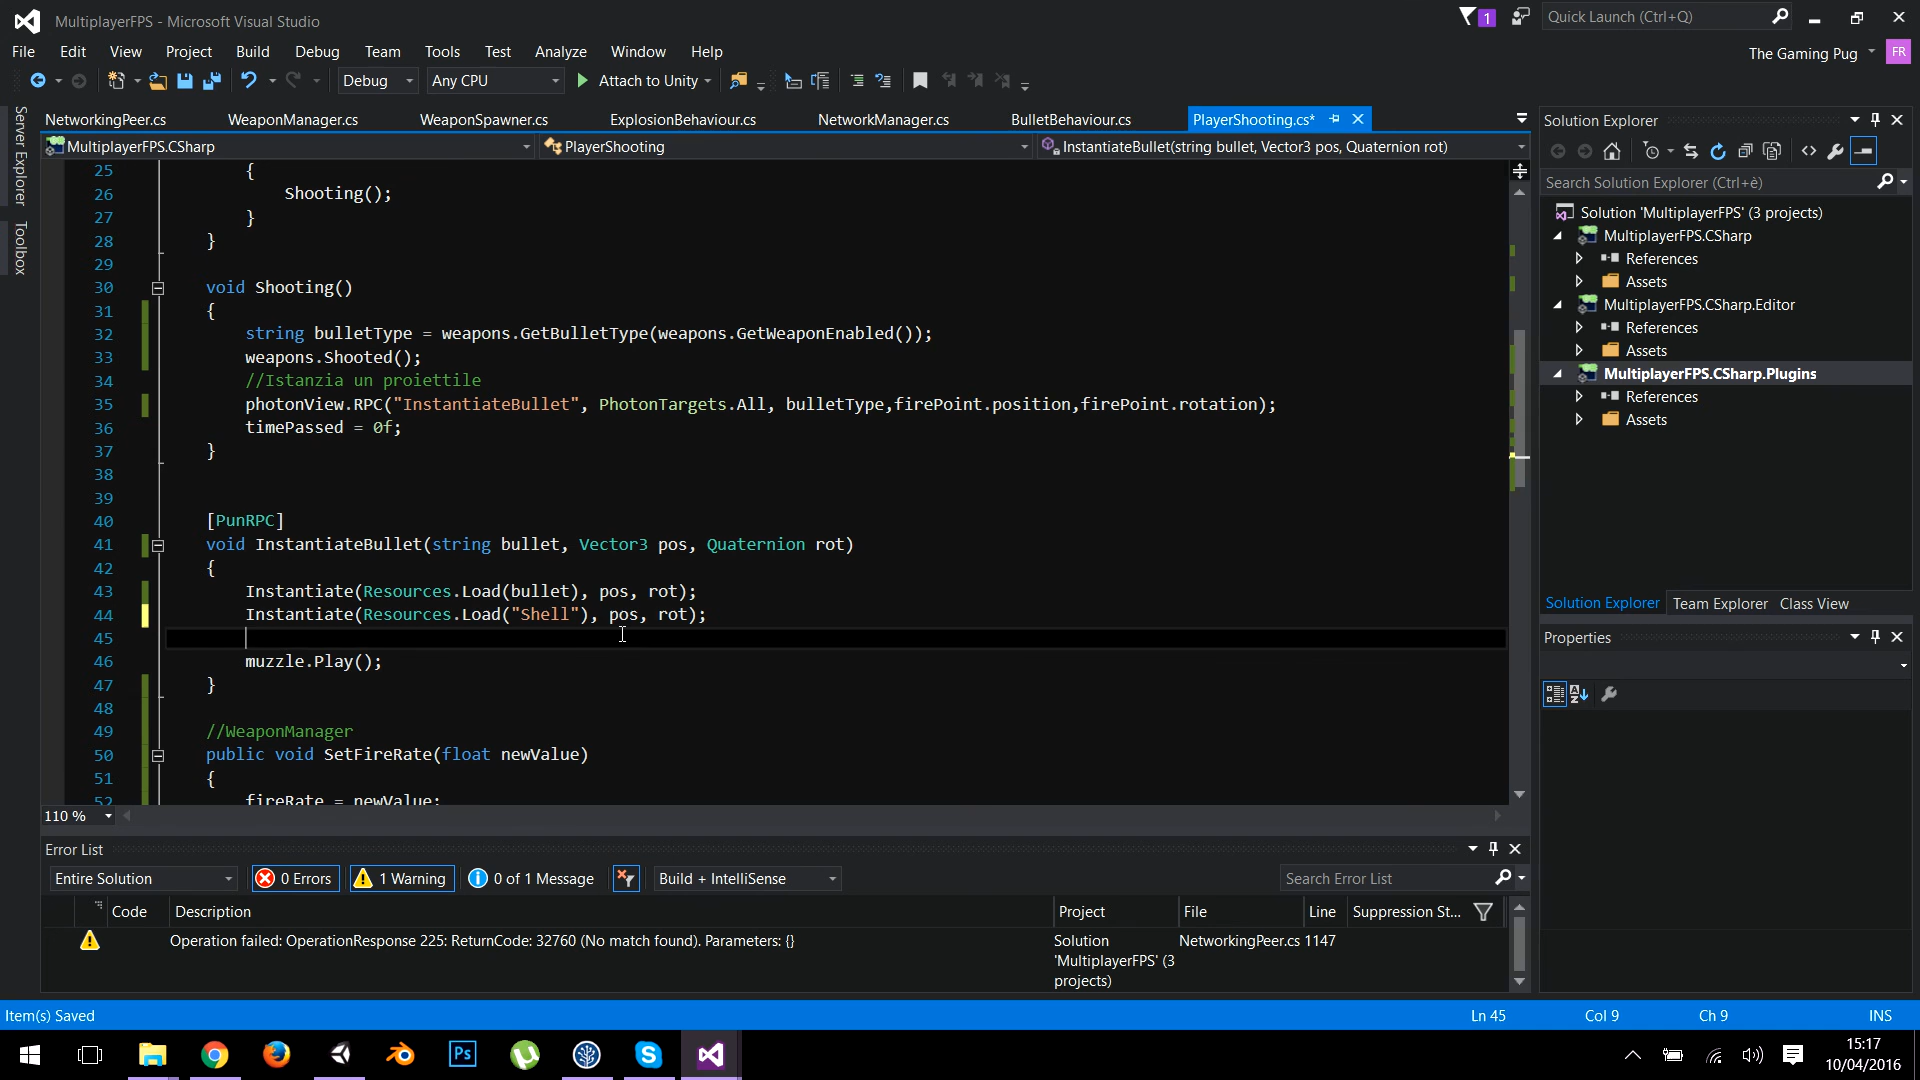 MultiplayerFPS - Microsoft Visual Studio
1
Quick Launch (Ctrl+Q)
File Edit View Project Build Debug Team Tools Test Analyze Window Help
The Gaming Pug FR
Debug Any CPU Attach to Unity
Server Explorer
Toolbox
NetworkingPeer.cs WeaponManager.cs WeaponSpawner.cs ExplosionBehaviour.cs NetworkManager.cs BulletBehaviour.cs PlayerShooting.cs*
MultiplayerFPS.CSharp PlayerShooting InstantiateBullet(string bullet, Vector3 pos, Quaternion rot)
25 {
26 Shooting();
27 }
28 }
29
30 void Shooting()
31 {
32 string bulletType = weapons.GetBulletType(weapons.GetWeaponEnabled());
33 weapons.Shooted();
34 //Istanzia un proiettile
35 photonView.RPC("InstantiateBullet", PhotonTargets.All, bulletType,firePoint.position,firePoint.rotation);
36 timePassed = 0f;
37 }
38
39
40 [PunRPC]
41 void InstantiateBullet(string bullet, Vector3 pos, Quaternion rot)
42 {
43 Instantiate(Resources.Load(bullet), pos, rot);
44 Instantiate(Resources.Load("Shell"), pos, rot);
45
46 muzzle.Play();
47 }
48
49 //WeaponManager
50 public void SetFireRate(float newValue)
51 {
52 fireRate = newValue;
110 %
Solution Explorer
Search Solution Explorer (Ctrl+è)
Solution 'MultiplayerFPS' (3 projects)
MultiplayerFPS.CSharp
References
Assets
MultiplayerFPS.CSharp.Editor
References
Assets
MultiplayerFPS.CSharp.Plugins
References
Assets
Solution Explorer Team Explorer Class View
Properties
Error List
Entire Solution 0 Errors 1 Warning 0 of 1 Message Build + IntelliSense Search Error List
Code Description Project File Line Suppression St...
Operation failed: OperationResponse 225: ReturnCode: 32760 (No match found). Parameters: {} Solution NetworkingPeer.cs 1147
'MultiplayerFPS' (3
projects)
Item(s) Saved Ln 45 Col 9 Ch 9 INS
Ps
15:17
10/04/2016